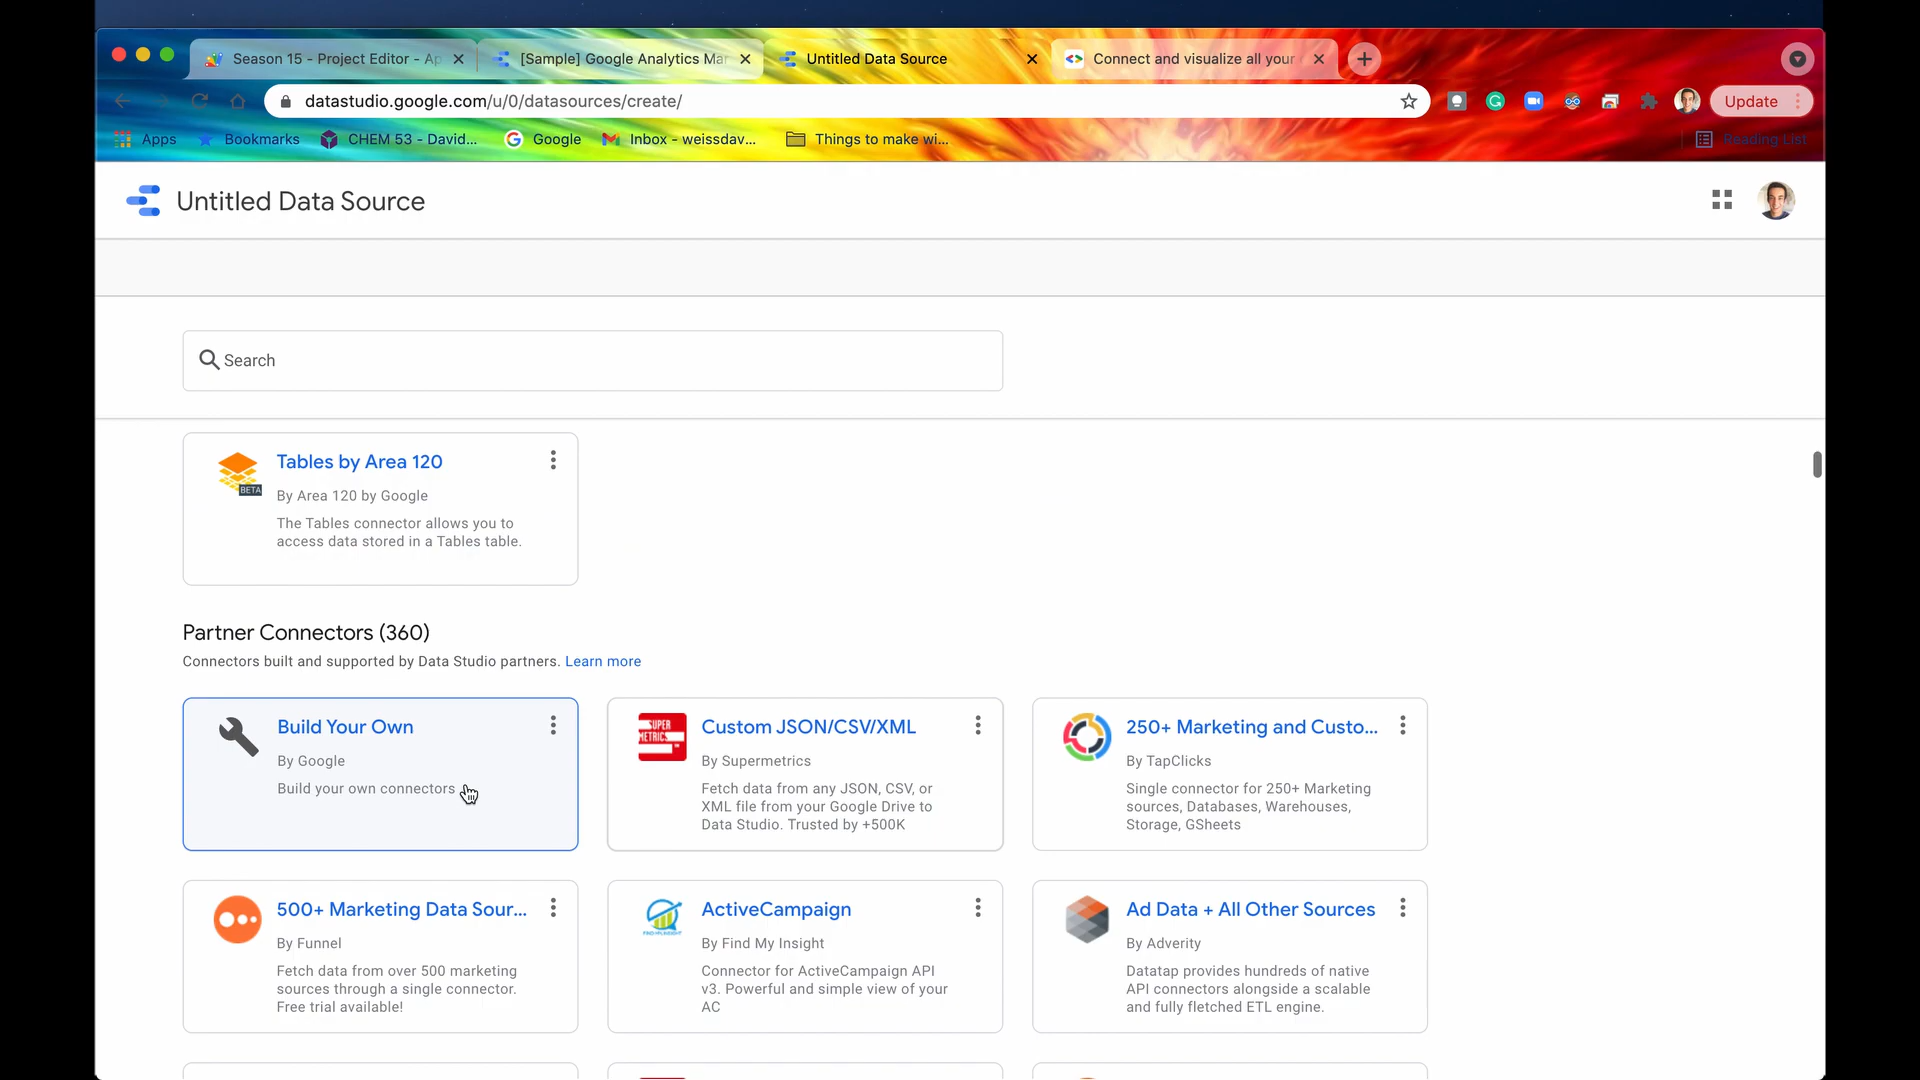 Season 15 - Project Editor - Ap
[Sample] Google Analytics Mar
Untitled Data Source
Connect and visualize all your
datastudio.google.com/u/0/datasources/create/
Update
Apps
Bookmarks
CHEM 53 - David...
Google
Inbox - weissdav...
Things to make wi...
Reading List
Untitled Data Source
Search
Tables by Area 120
BETA
By Area 120 by Google
The Tables connector allows you to
access data stored in a Tables table.
Partner Connectors (360)
Connectors built and supported by Data Studio partners. Learn more
Build Your Own
By Google
Build your own connectors
SUPER
METRICS
Custom JSON/CSV/XML
By Supermetrics
Fetch data from any JSON, CSV, or
XML file from your Google Drive to
Data Studio. Trusted by +500K
250+ Marketing and Custo...
By TapClicks
Single connector for 250+ Marketing
sources, Databases, Warehouses,
Storage, GSheets
500+ Marketing Data Sour...
By Funnel
Fetch data from over 500 marketing
sources through a single connector.
Free trial available!
FIND MY INSIGHT
ActiveCampaign
By Find My Insight
Connector for ActiveCampaign API
v3. Powerful and simple view of your
AC
Ad Data + All Other Sources
By Adverity
Datatap provides hundreds of native
API connectors alongside a scalable
and fully fletched ETL engine.